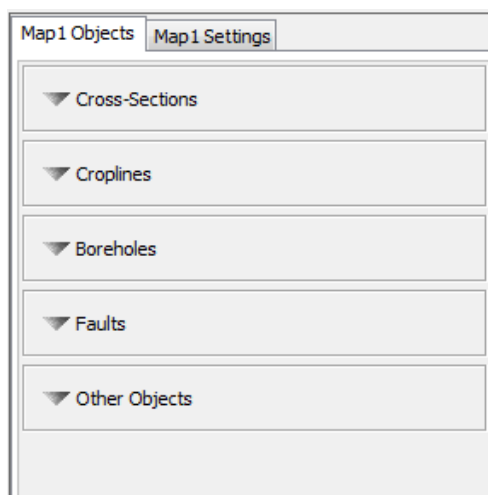 Map1 Objects Map1 Settings
Cross-Sections
Croplines
Boreholes
Faults
Other Objects